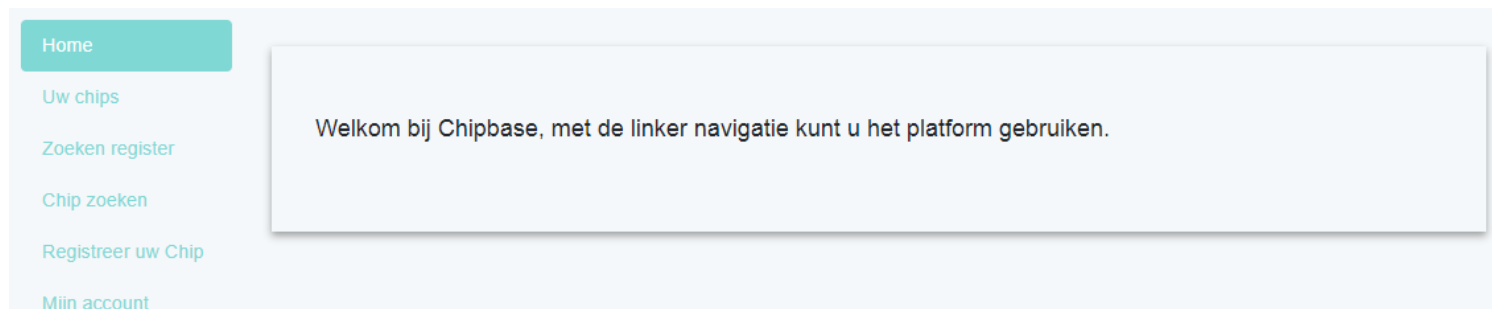 Home
Uw chips
Zoeken register
Chip zoeken
Registreer uw Chip
Mijn account
Welkom bij Chipbase, met de linker navigatie kunt u het platform gebruiken.